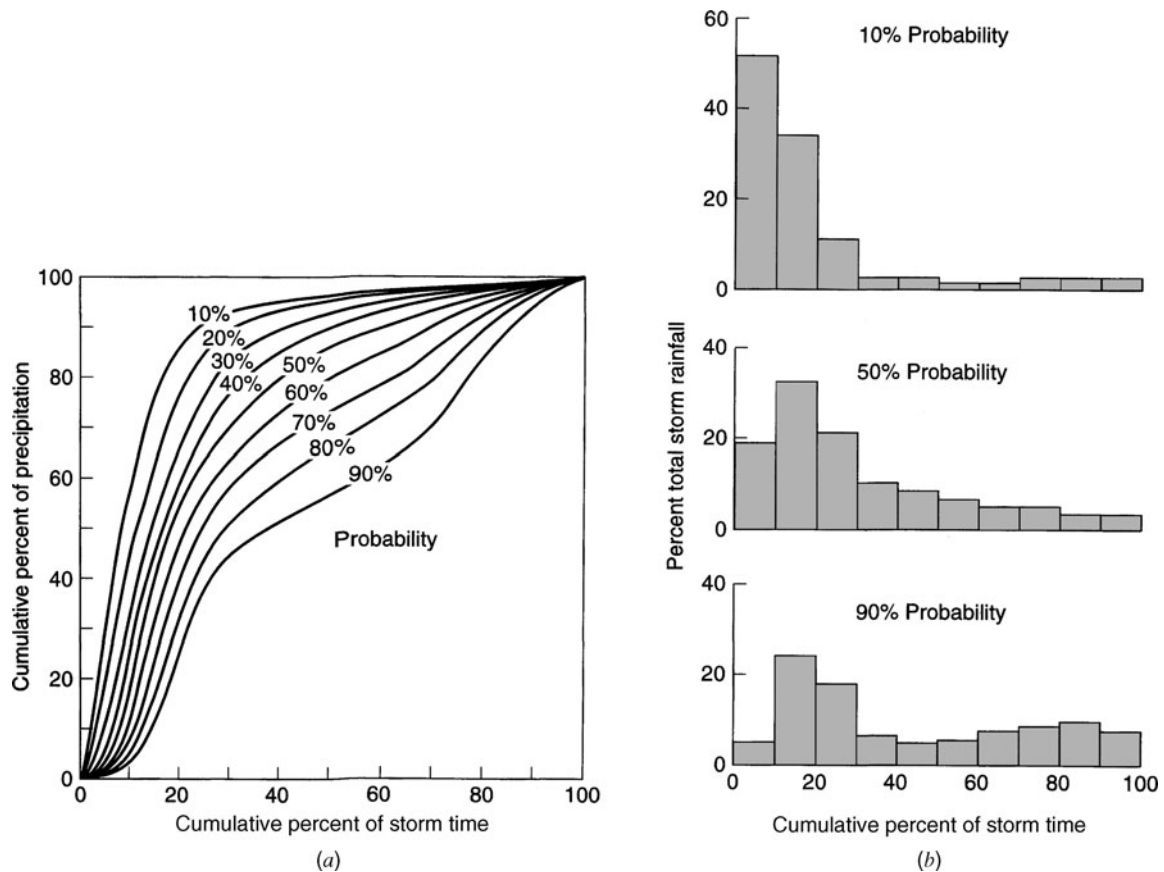 Cumulative percent of precipitation
100
80
60
40
20
0
10%
20%
30%
40%
50%
60%
70%
80%
90%
Probability
0 20 40 60 80 100
Cumulative percent of storm time
(a)
Percent total storm rainfall
10% Probability
60
40
20
0
50% Probability
40
20
0
90% Probability
40
20
0
0 20 40 60 80 100
Cumulative percent of storm time
(b)